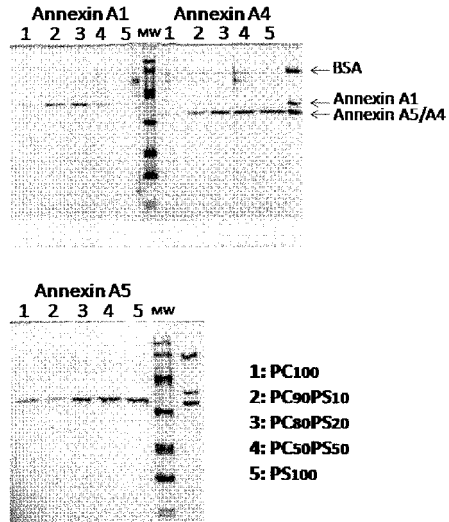 Annexin A1 Annexin A4
1 2 3 4 5 MW 1 2 3 4 5
← BSA
← Annexin A1
← Annexin A5/A4
Annexin A5
1 2 3 4 5 MW
1: PC100
2: PC90PS10
3: PC80PS20
4: PC50PS50
5: PS100